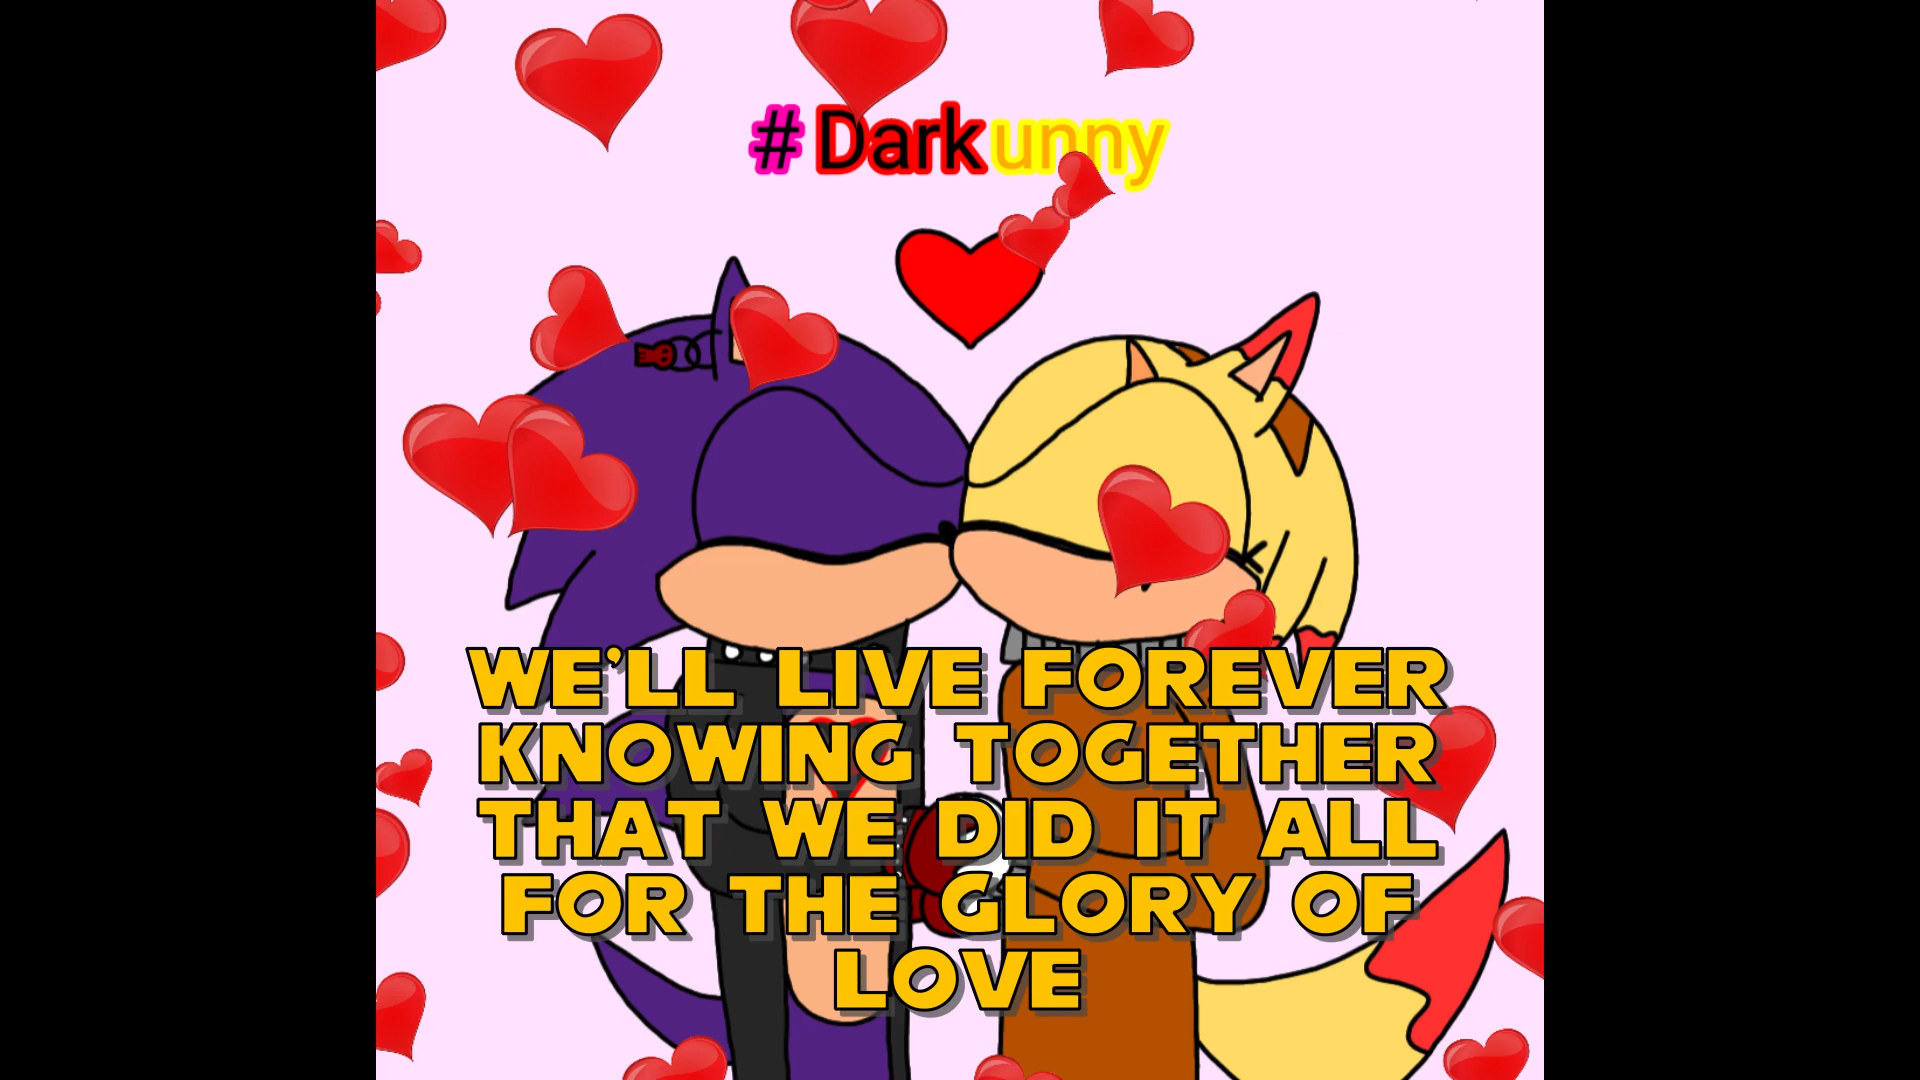 #Darkunny
WE'LL LIVE FOREVER
KNOWING TOGETHER
THAT WE DID IT ALL
FOR THE GLORY OF
LOVE